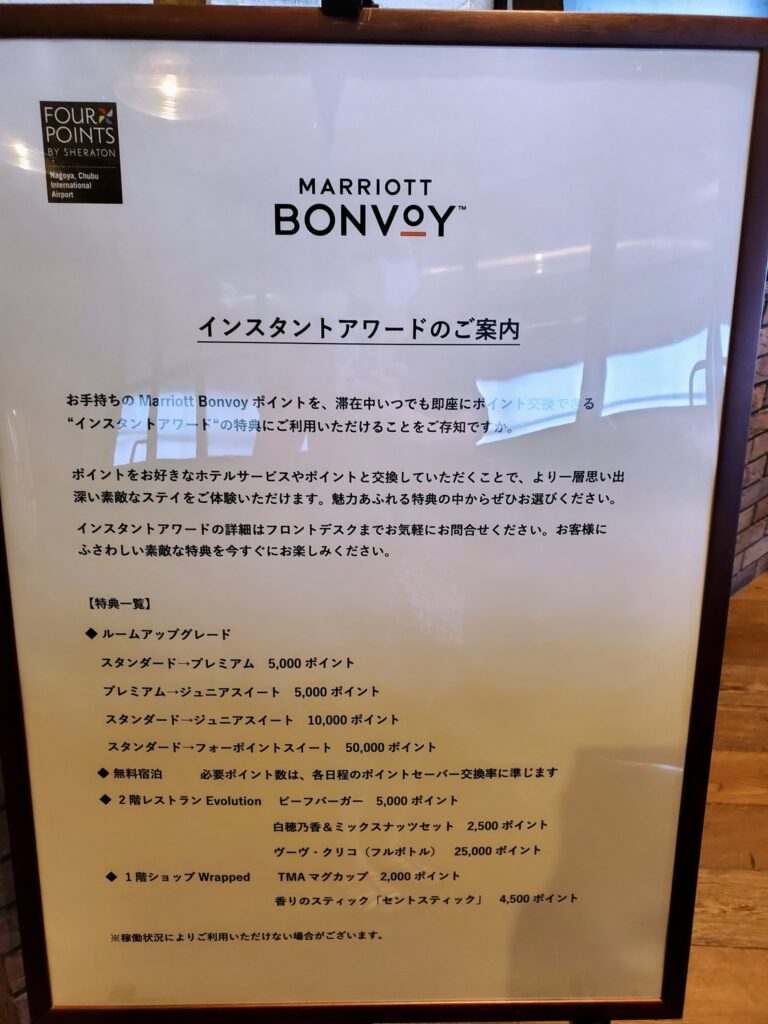 FOUR
POINTS
BY SHERATON
Nagoya, Chubu
International
Airport
MARRIOTT
BONVOY™
インスタントアワードのご案内
お手持ちの Marriott Bonvoy ポイントを、滞在中いつでも即座にポイント交換できる
“インスタントアワード“の特典にご利用いただけることをご存知ですか。
ポイントをお好きなホテルサービスやポイントと交換していただくことで、より一層思い出
深い素敵なステイをご体験いただけます。魅力あふれる特典の中からぜひお選びください。
インスタントアワードの詳細はフロントデスクまでお気軽にお問合せください。お客様に
ふさわしい素敵な特典を今すぐにお楽しみください。
【特典一覧】
◆ ルームアップグレード
スタンダード→プレミアム 5,000 ポイント
プレミアム→ジュニアスイート 5,000 ポイント
スタンダード→ジュニアスイート 10,000 ポイント
スタンダード→フォーポイントスイート 50,000 ポイント
◆ 無料宿泊 必要ポイント数は、各日程のポイントセーバー交換率に準じます
◆ 2階レストラン Evolution ビーフバーガー 5,000 ポイント
白穂乃香＆ミックスナッツセット 2,500 ポイント
ヴーヴ・クリコ（フルボトル） 25,000 ポイント
◆ 1階ショップ Wrapped TMA マグカップ 2,000 ポイント
香りのスティック「セントスティック」 4,500 ポイント
※稼働状況によりご利用いただけない場合がございます。